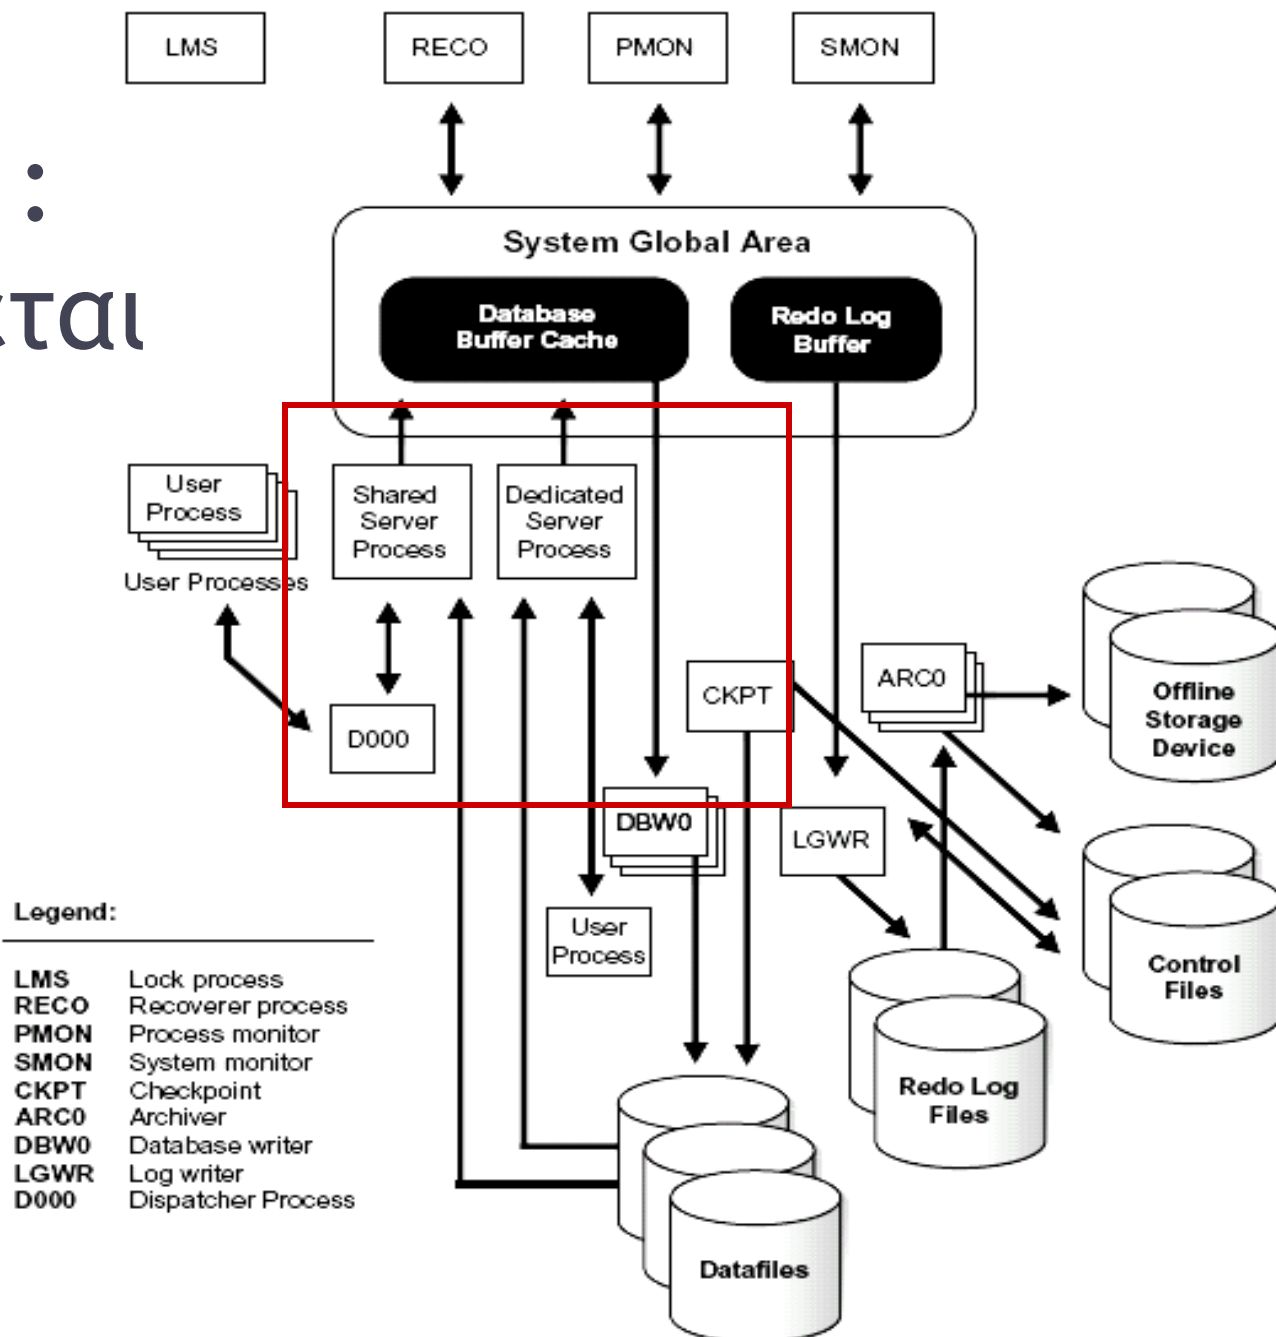 LMS
RECO
PMON
SMON
:
εται
System Global Area
Database
Buffer Cache
Redo Log
Buffer
User
Process
User Processes
Shared
Server
Process
Dedicated
Server
Process
D000
CKPT
ARC0
Offline
Storage
Device
DBW0
LGWR
User
Process
Control
Files
Redo Log
Files
Datafiles
Legend:
LMS Lock process
RECO Recoverer process
PMON Process monitor
SMON System monitor
CKPT Checkpoint
ARC0 Archiver
DBW0 Database writer
LGWR Log writer
D000 Dispatcher Process